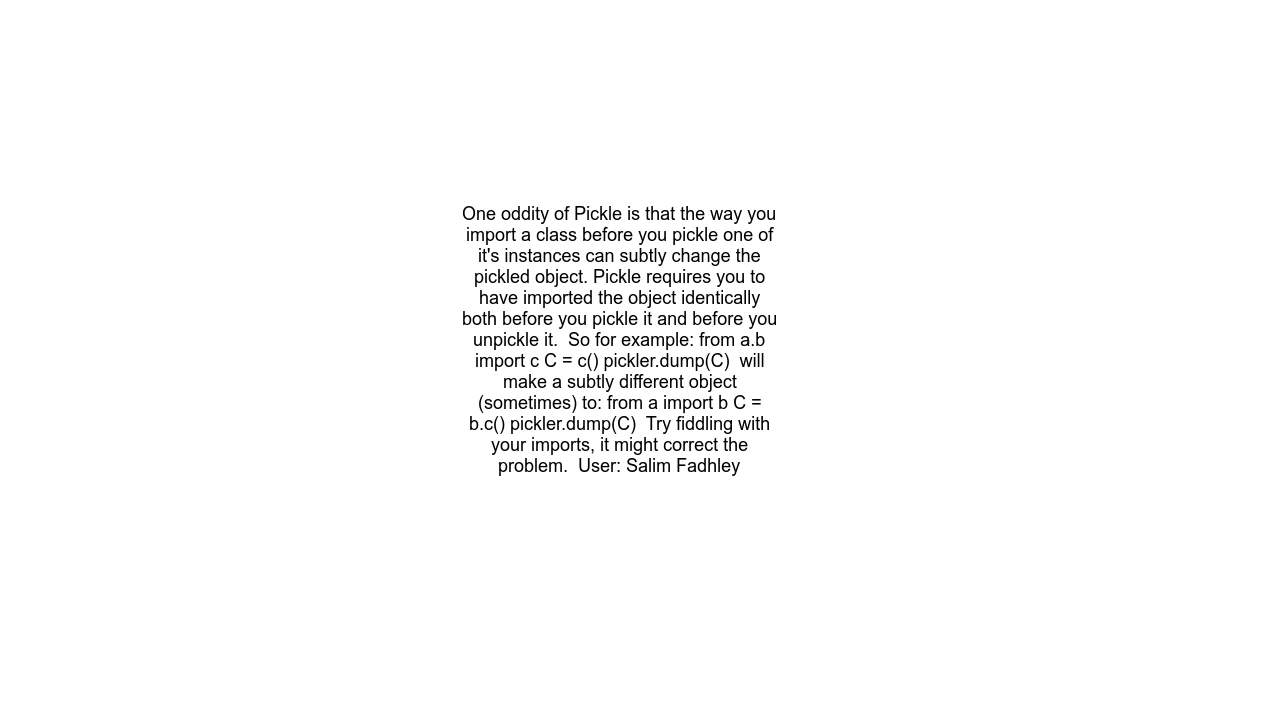 One oddity of Pickle is that the way you
import a class before you pickle one of
it's instances can subtly change the
pickled object. Pickle requires you to
have imported the object identically
both before you pickle it and before you
unpickle it.  So for example: from a.b
import c C = c() pickler.dump(C)  will
make a subtly different object
(sometimes) to: from a import b C =
b.c() pickler.dump(C)  Try fiddling with
your imports, it might correct the
problem.  User: Salim Fadhley